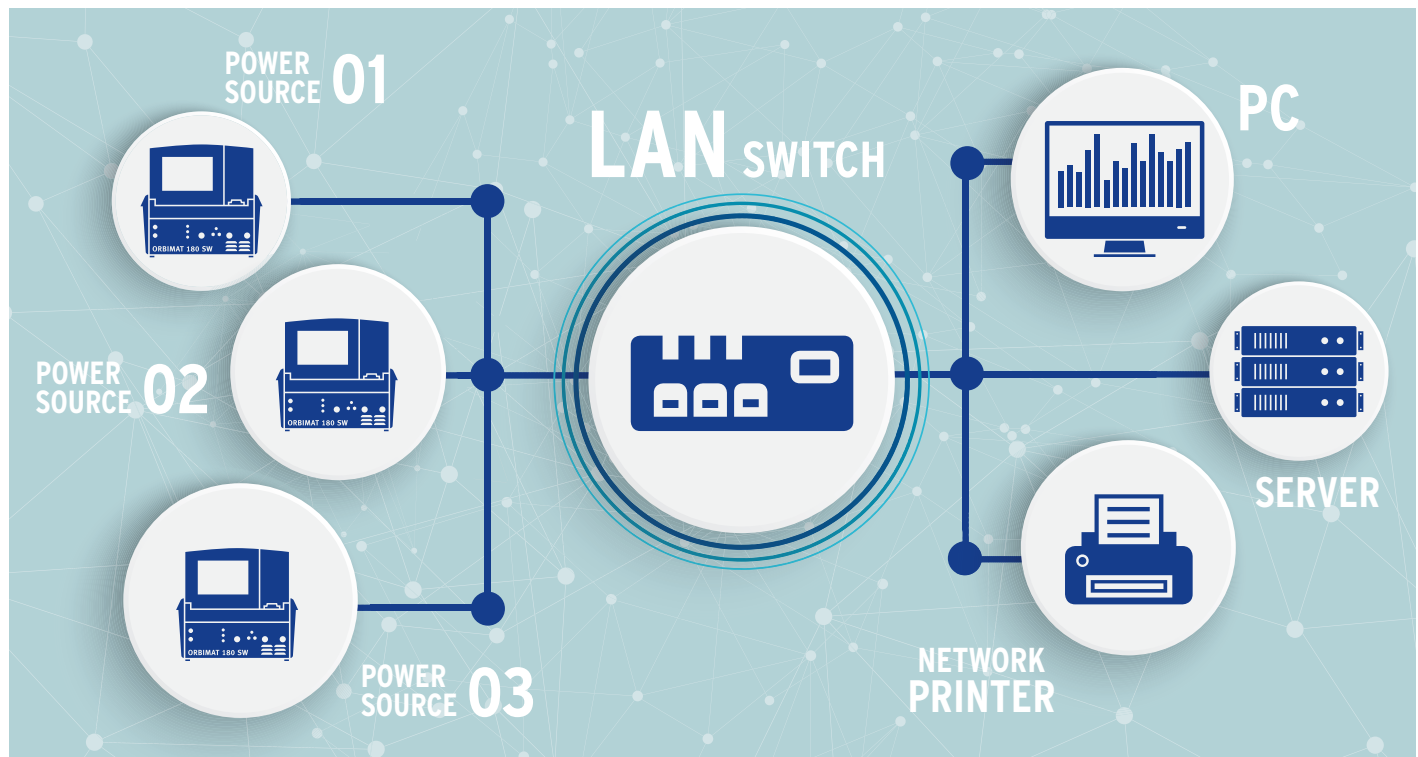 POWER
SOURCE 01
ORBIMAT 180 SW
LAN SWITCH
PC
POWER
SOURCE 02
ORBIMAT 180 SW
SERVER
ORBIMAT 180 SW
POWER
SOURCE 03
NETWORK
PRINTER